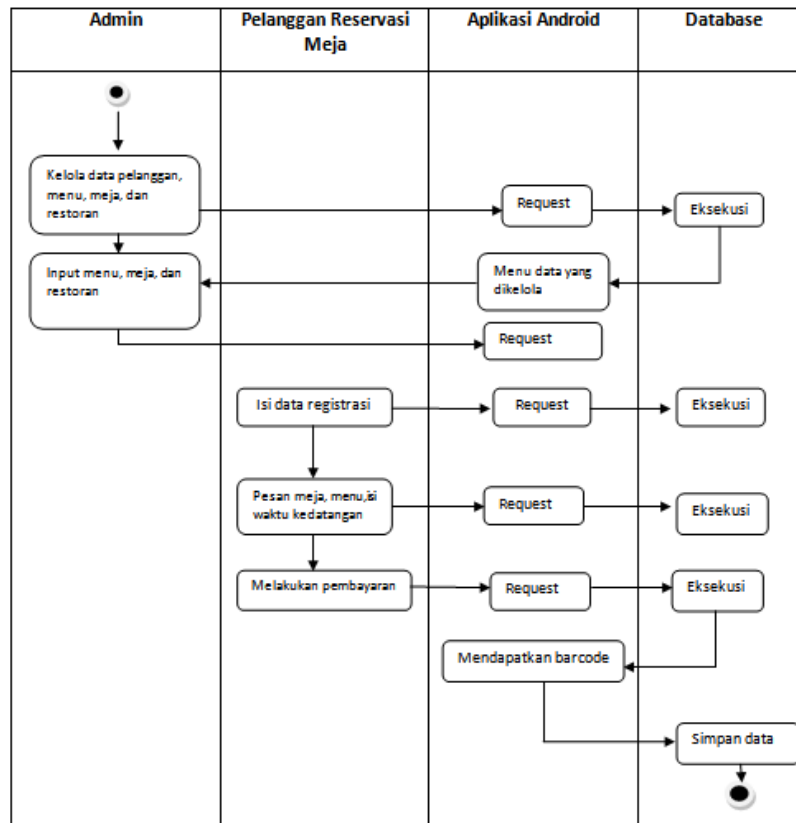 Admin
Pelanggan Reservasi
Meja
Aplikasi Android
Database
Kelola data pelanggan,
menu, meja, dan
restoran
Request
Eksekusi
Input menu, meja, dan
restoran
Menu data yang
dikelola
Request
Isi data registrasi
Request
Eksekusi
Pesan meja, menu,isi
waktu kedatangan
Request
Eksekusi
Melakukan pembayaran
Request
Eksekusi
Mendapatkan barcode
Simpan data